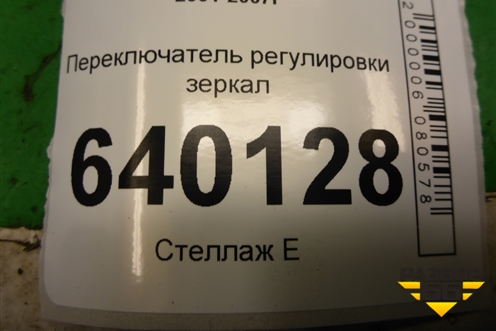 Переключатель регулировки
зеркал
640128
Стеллаж Е
2000006080578